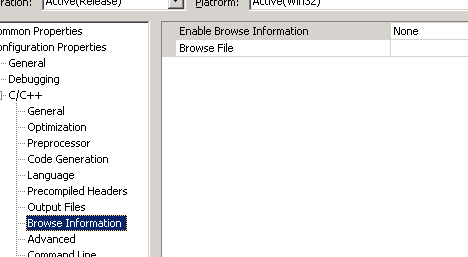 ration: Active(Release) Platform: Active(Win32)
ommon Properties
onfiguration Properties
General
Debugging
C/C++
General
Optimization
Preprocessor
Code Generation
Language
Precompiled Headers
Output Files
Browse Information
Advanced
Command Line
Enable Browse Information None
Browse File